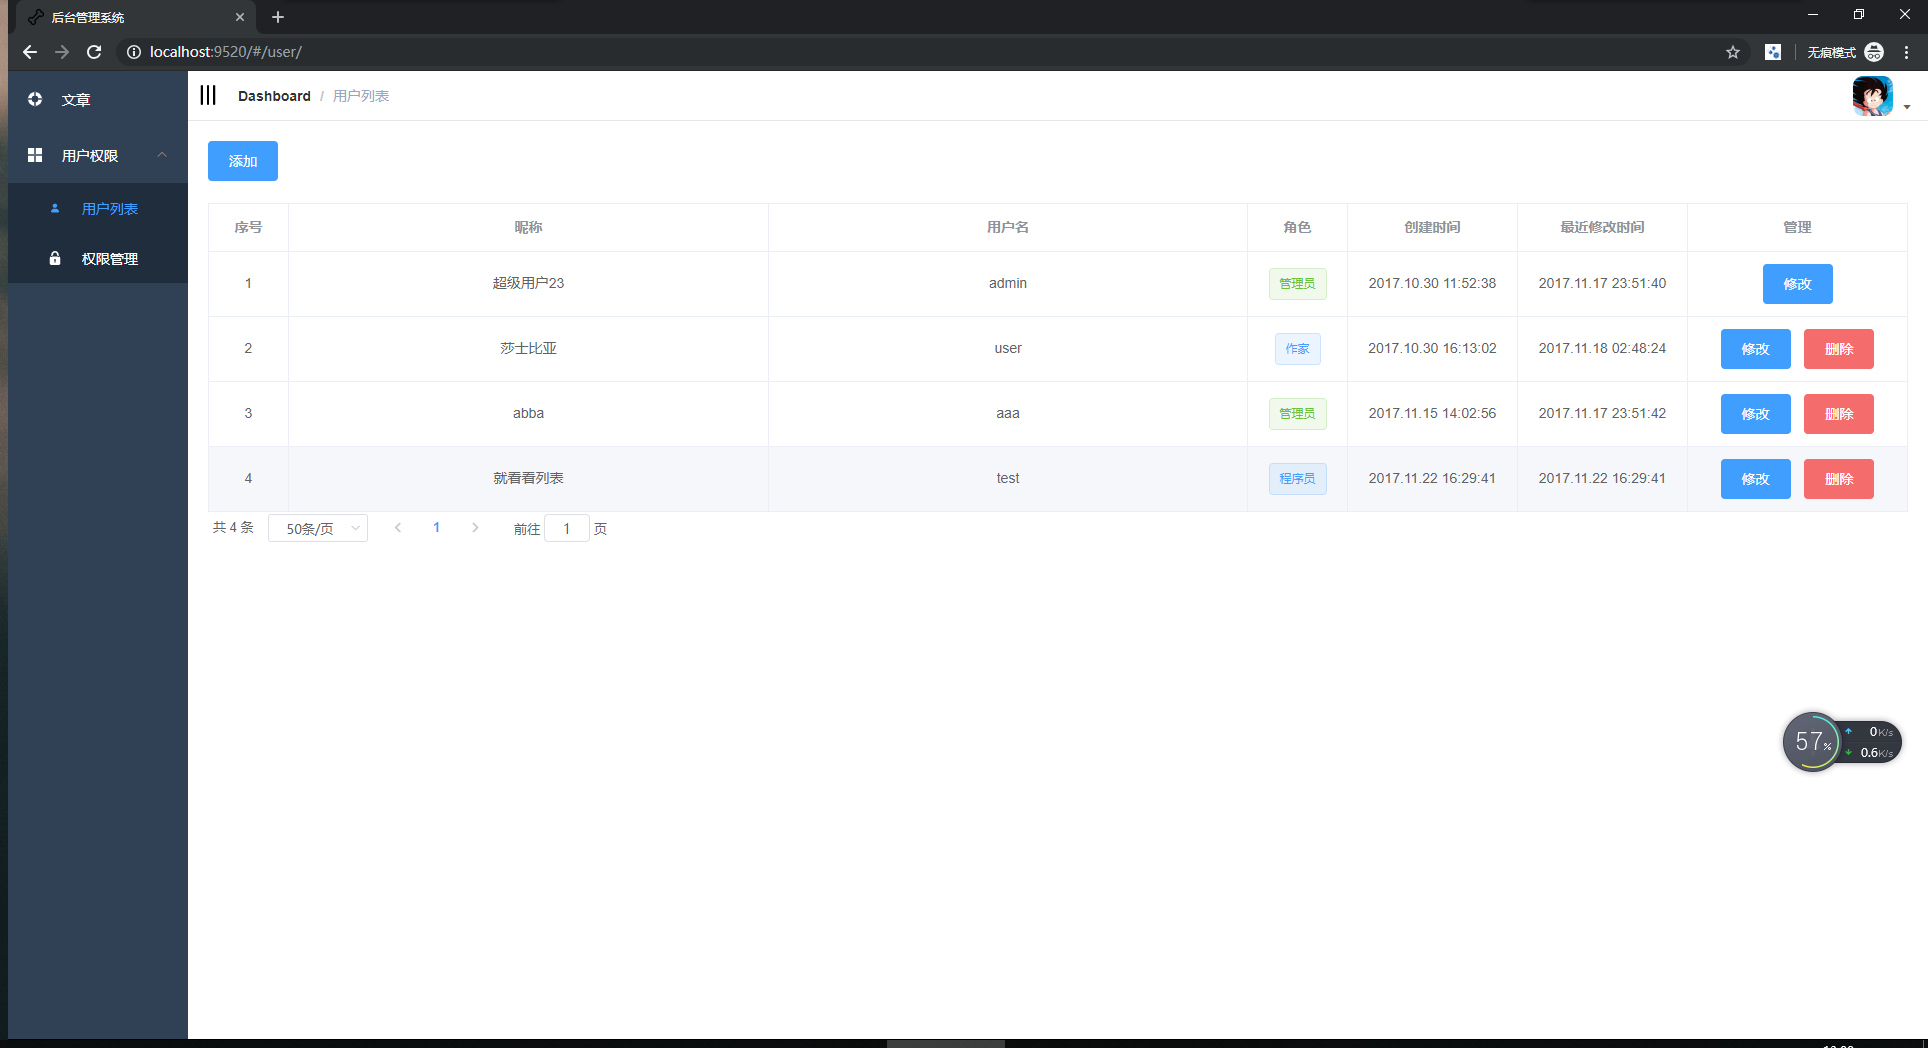 后台管理系统
localhost:9520/#/user/
无痕模式
文章
Dashboard / 用户列表
用户权限
用户列表
权限管理
添加
序号 昵称 用户名 角色 创建时间 最近修改时间 管理
1 超级用户23 admin 管理员 2017.10.30 11:52:38 2017.11.17 23:51:40 修改
2 莎士比亚 user 作家 2017.10.30 16:13:02 2017.11.18 02:48:24 修改 删除
3 abba aaa 管理员 2017.11.15 14:02:56 2017.11.17 23:51:42 修改 删除
4 就看看列表 test 程序员 2017.11.22 16:29:41 2017.11.22 16:29:41 修改 删除
共 4 条 50条/页 1 前往 1 页
57% 0K/s
0.6K/s